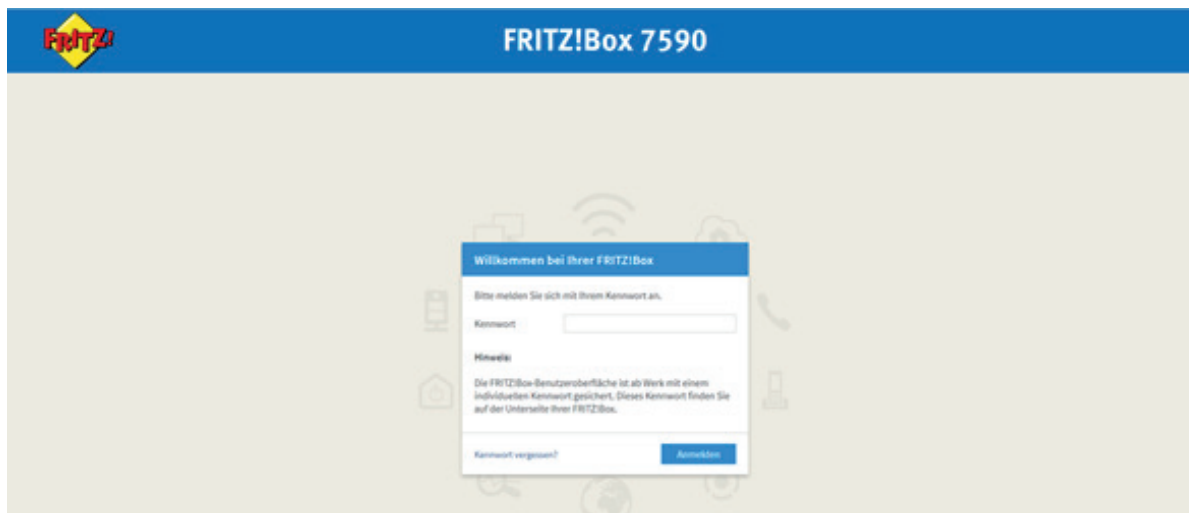 FRITZ!
FRITZ!Box 7590
Willkommen bei Ihrer FRITZ!Box
Bitte melden Sie sich mit Ihrem Kennwort an.
Kennwort
Hinweis:
Die FRITZ!Box-Benutzeroberfläche ist ab Werk mit einem
individuellen Kennwort gesichert. Dieses Kennwort finden Sie
auf der Unterseite Ihrer FRITZ!Box.
Kennwort vergessen?
Anmelden